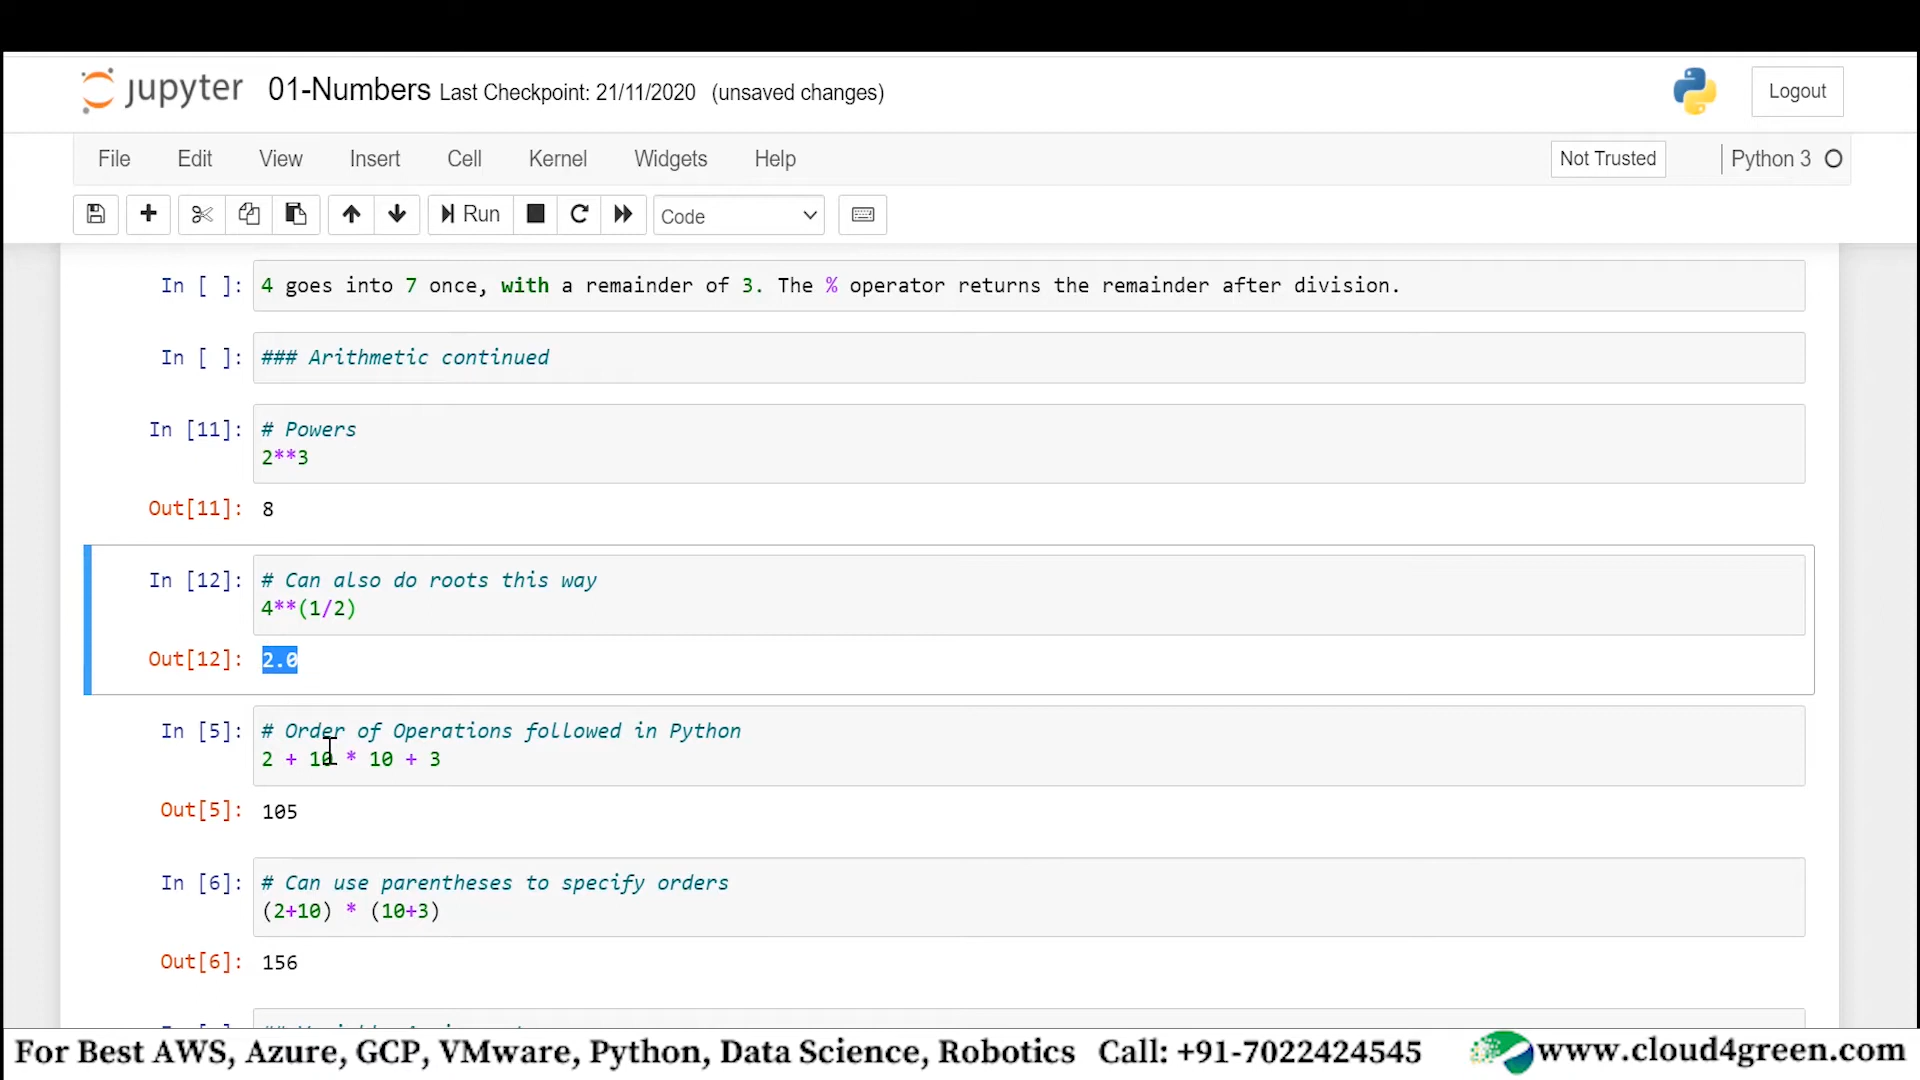 jupyter 01-Numbers Last Checkpoint: 21/11/2020 (unsaved changes) Logout
File Edit View Insert Cell Kernel Widgets Help Not Trusted Python 3
Run Code
In [ ]: 4 goes into 7 once, with a remainder of 3. The % operator returns the remainder after division.
In [ ]: ### Arithmetic continued
In [11]: # Powers
2**3
Out[11]: 8
In [12]: # Can also do roots this way
4**(1/2)
Out[12]: 2.0
In [5]: # Order of Operations followed in Python
2 + 10 * 10 + 3
Out[5]: 105
In [6]: # Can use parentheses to specify orders
(2+10) * (10+3)
Out[6]: 156
For Best AWS, Azure, GCP, VMware, Python, Data Science, Robotics Call: +91-7022424545 www.cloud4green.com